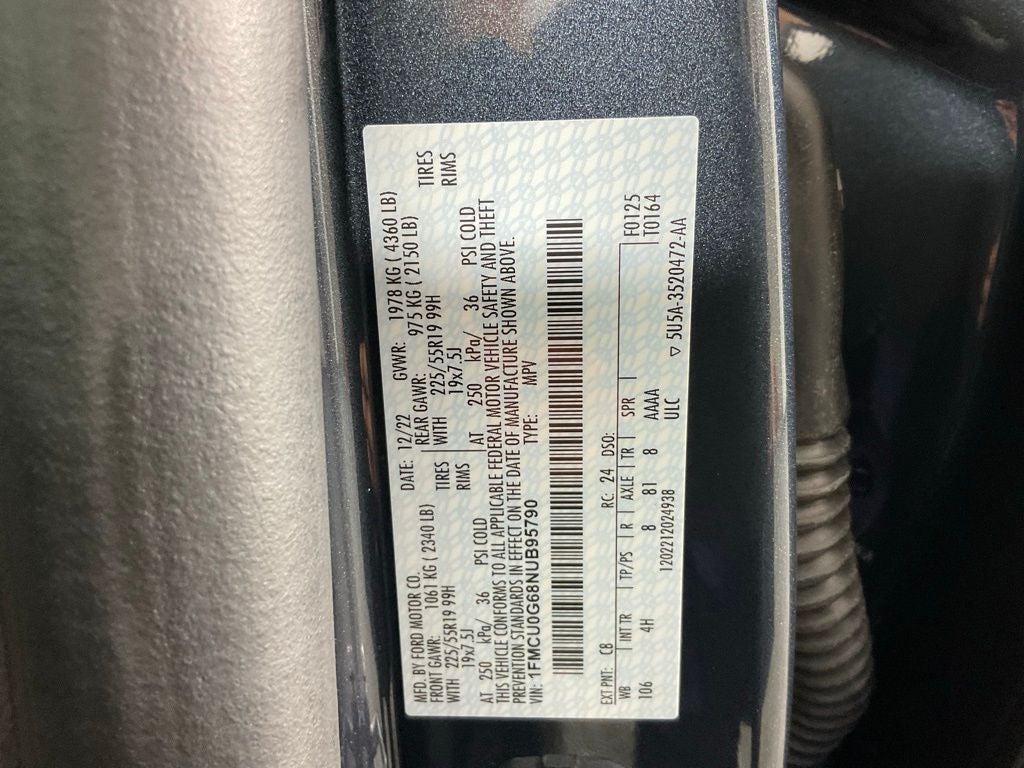 MFD. BY FORD MOTOR CO.
DATE: 12/22 GVWR: 1978 KG ( 4360 LB)
FRONT GAWR: 1061 KG ( 2340 LB) REAR GAWR: 975 KG ( 2150 LB)
WITH 225/55R19 99H TIRES WITH 225/55R19 99H TIRES
19x7.5J RIMS 19x7.5J RIMS
AT 250 kPa/ 36 PSI COLD AT 250 kPa/ 36 PSI COLD
THIS VEHICLE CONFORMS TO ALL APPLICABLE FEDERAL MOTOR VEHICLE SAFETY AND THEFT
PREVENTION STANDARDS IN EFFECT ON THE DATE OF MANUFACTURE SHOWN ABOVE.
VIN: 1FMCU0G68NUB95790 TYPE: MPV
EXT PNT: C8 RC: 24 DSO: F0125
WB | INT TR | TP/PS | R | AXLE | TR | SPR | T0164
106 4H 8 81 8 AAAA
1202212024938 ULC ▽ 5U5A-3520472-AA